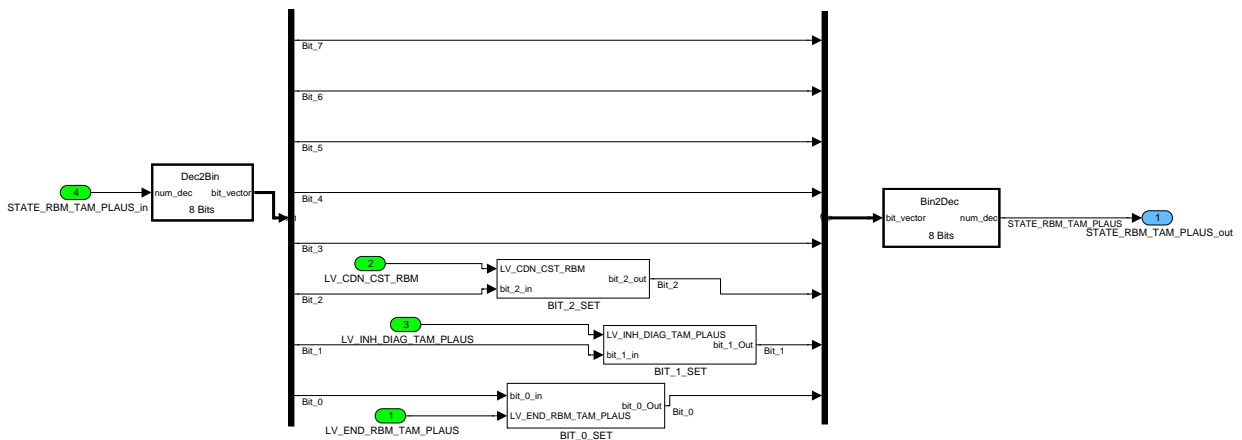 Bit_7
Bit_6
Bit_5
Dec2Bin
num_dec
bit_vector
8 Bits
4
STATE_RBM_TAM_PLAUS_in
Bit_4
Bin2Dec
bit_vector
num_dec
8 Bits
STATE_RBM_TAM_PLAUS
1
STATE_RBM_TAM_PLAUS_out
Bit_3
2
LV_CDN_CST_RBM
LV_CDN_CST_RBM
bit_2_in
bit_2_out
Bit_2
Bit_2
BIT_2_SET
3
LV_INH_DIAG_TAM_PLAUS
LV_INH_DIAG_TAM_PLAUS
bit_1_in
bit_1_Out
Bit_1
Bit_1
BIT_1_SET
bit_0_in
bit_0_Out
Bit_0
Bit_0
LV_END_RBM_TAM_PLAUS
1
LV_END_RBM_TAM_PLAUS
BIT_0_SET